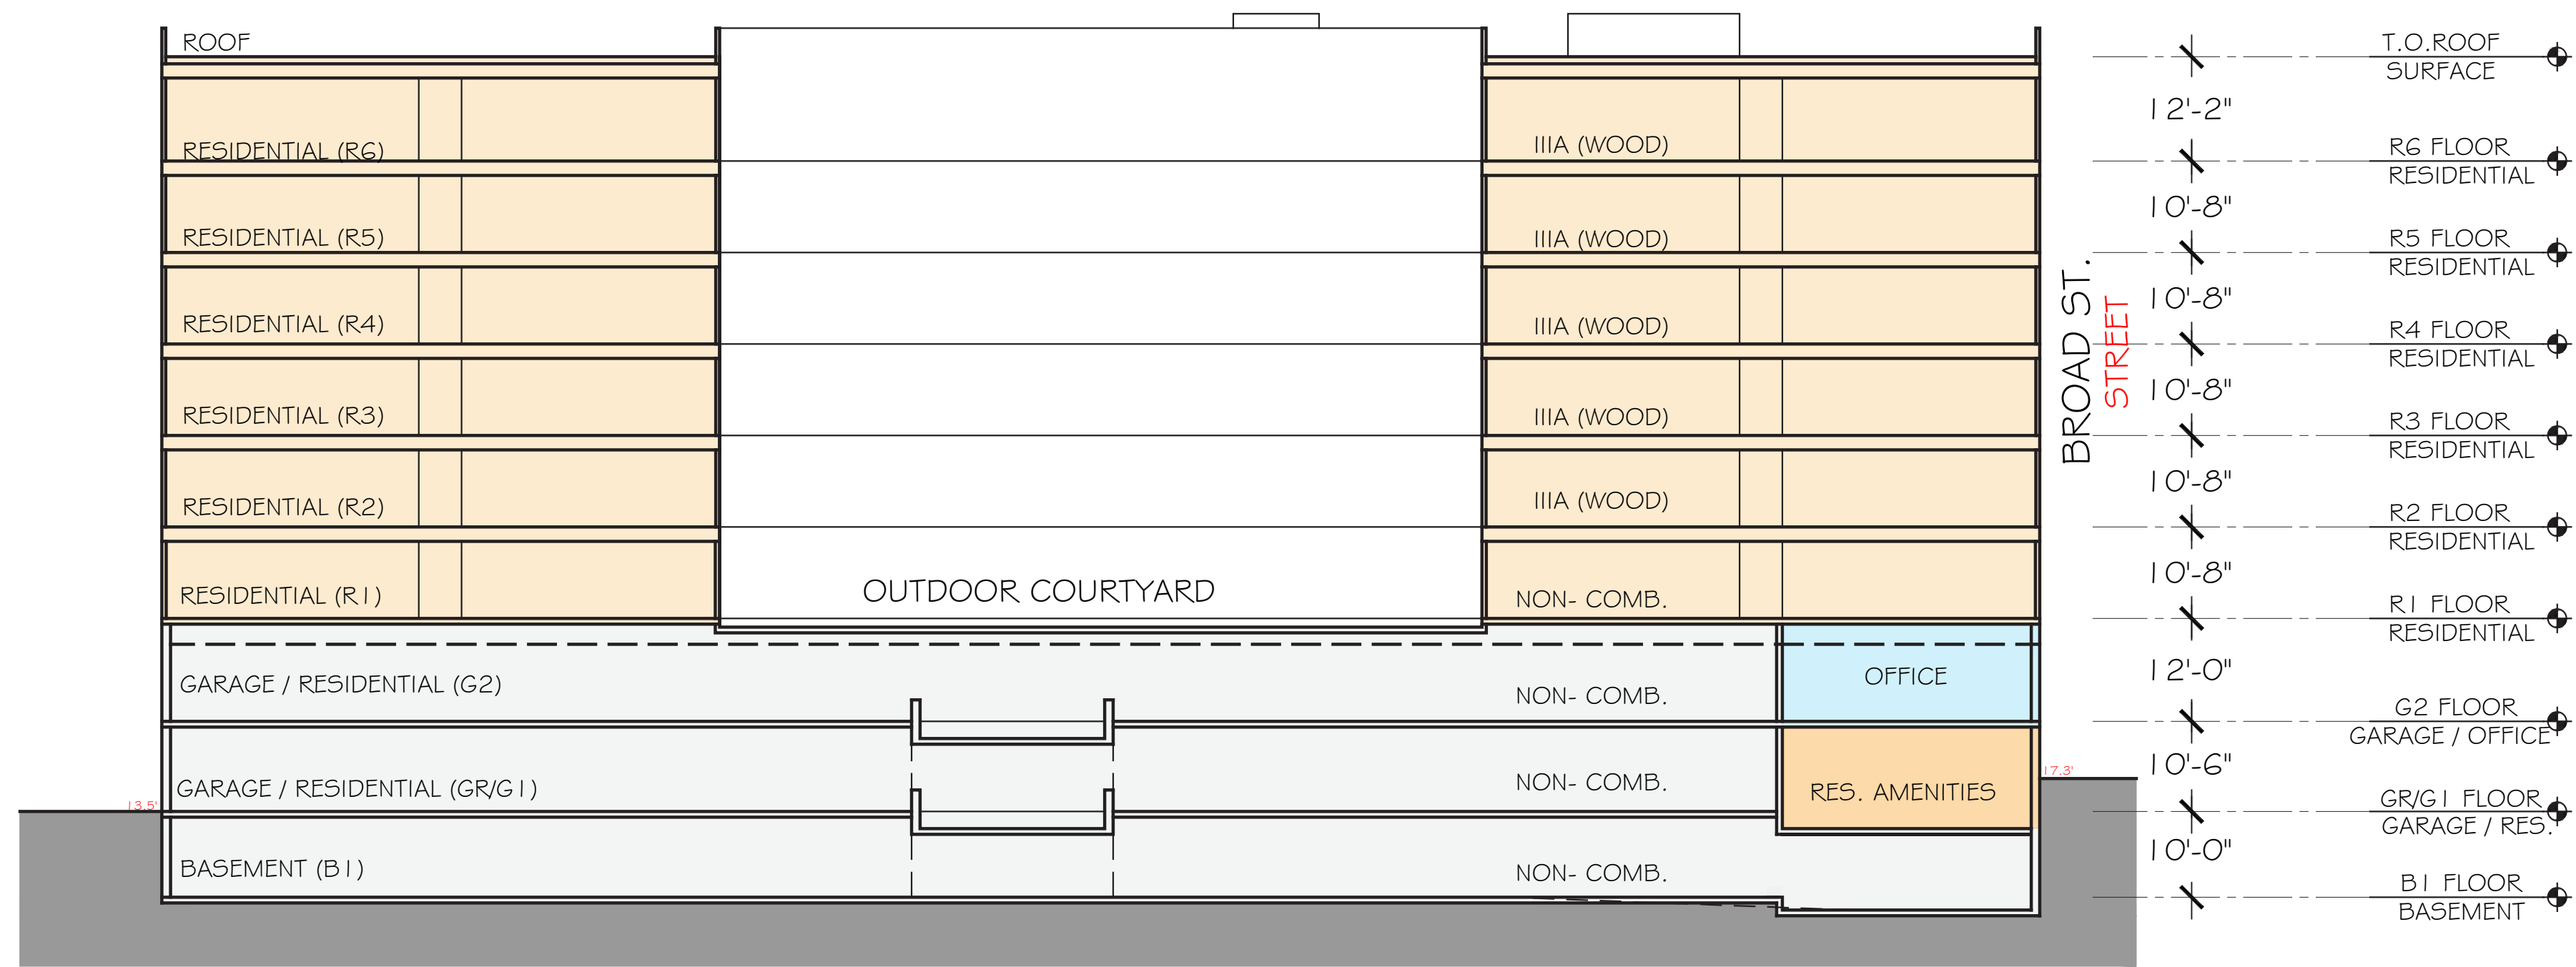 ROOF
T.O.ROOF
SURFACE
12'-2"
RESIDENTIAL (R6)
IIIA (WOOD)
R6 FLOOR
RESIDENTIAL
10'-8"
RESIDENTIAL (R5)
IIIA (WOOD)
R5 FLOOR
RESIDENTIAL
10'-8"
RESIDENTIAL (R4)
IIIA (WOOD)
R4 FLOOR
RESIDENTIAL
BROAD ST.
STREET
10'-8"
RESIDENTIAL (R3)
IIIA (WOOD)
R3 FLOOR
RESIDENTIAL
10'-8"
RESIDENTIAL (R2)
IIIA (WOOD)
R2 FLOOR
RESIDENTIAL
10'-8"
RESIDENTIAL (R1)
OUTDOOR COURTYARD
NON- COMB.
R1 FLOOR
RESIDENTIAL
12'-0"
GARAGE / RESIDENTIAL (G2)
NON- COMB.
OFFICE
G2 FLOOR
GARAGE / OFFICE
10'-6"
17.3'
GARAGE / RESIDENTIAL (GR/G1)
NON- COMB.
RES. AMENITIES
13.5'
GR/G1 FLOOR
GARAGE / RES.
10'-0"
BASEMENT (B1)
NON- COMB.
B1 FLOOR
BASEMENT